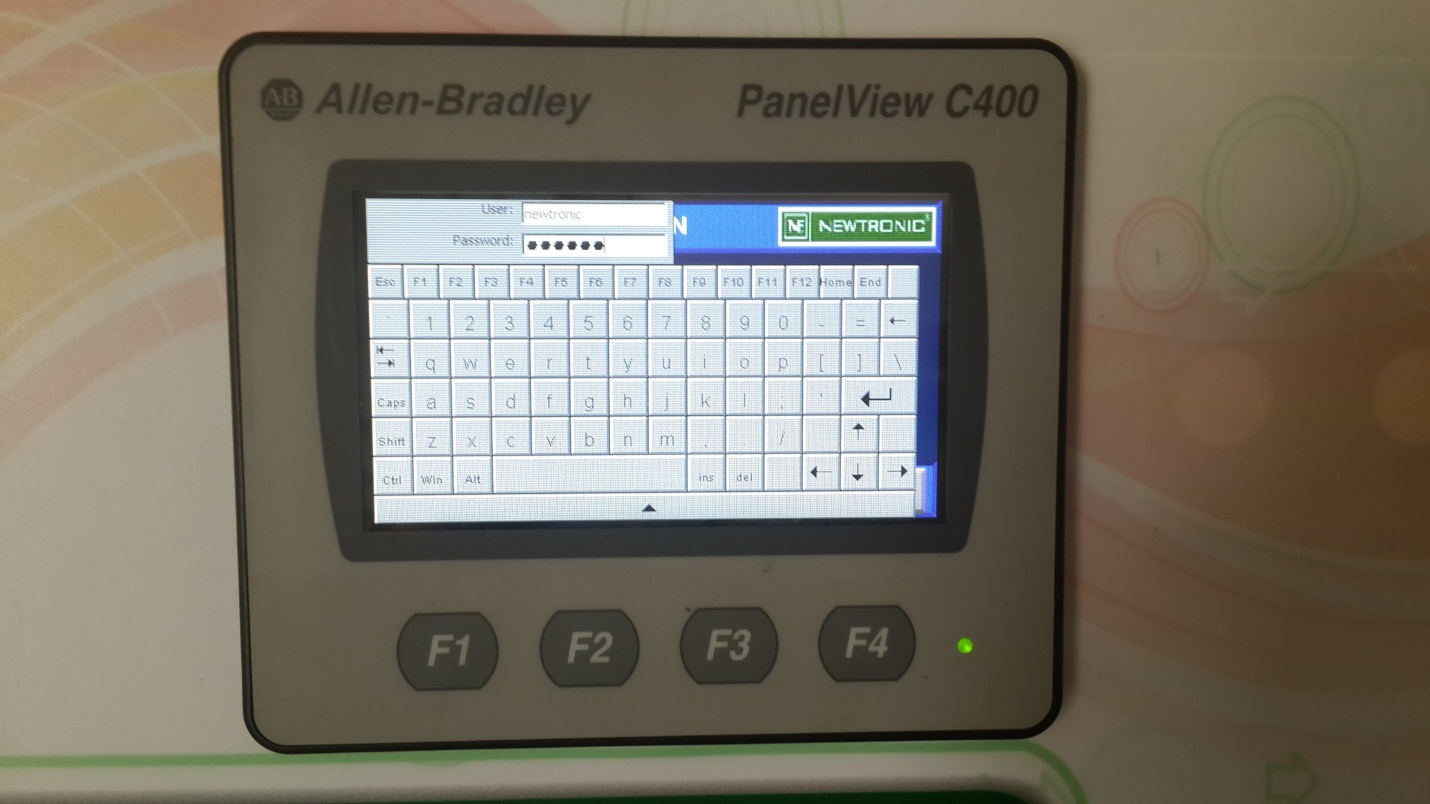 AB Allen-Bradley PanelView C400
User: newtronic
Password: ●●●●●●
N
NF NEWTRONIC
Esc F1 F2 F3 F4 F5 F6 F7 F8 F9 F10 F11 F12 Home End
` 1 2 3 4 5 6 7 8 9 0 - = ←
q w e r t y u i o p [ ] \
Caps a s d f g h j k l ; '
Shift z x c v b n m , . / ↑
Ctrl Win Alt ins del ← ↓ →
F1 F2 F3 F4